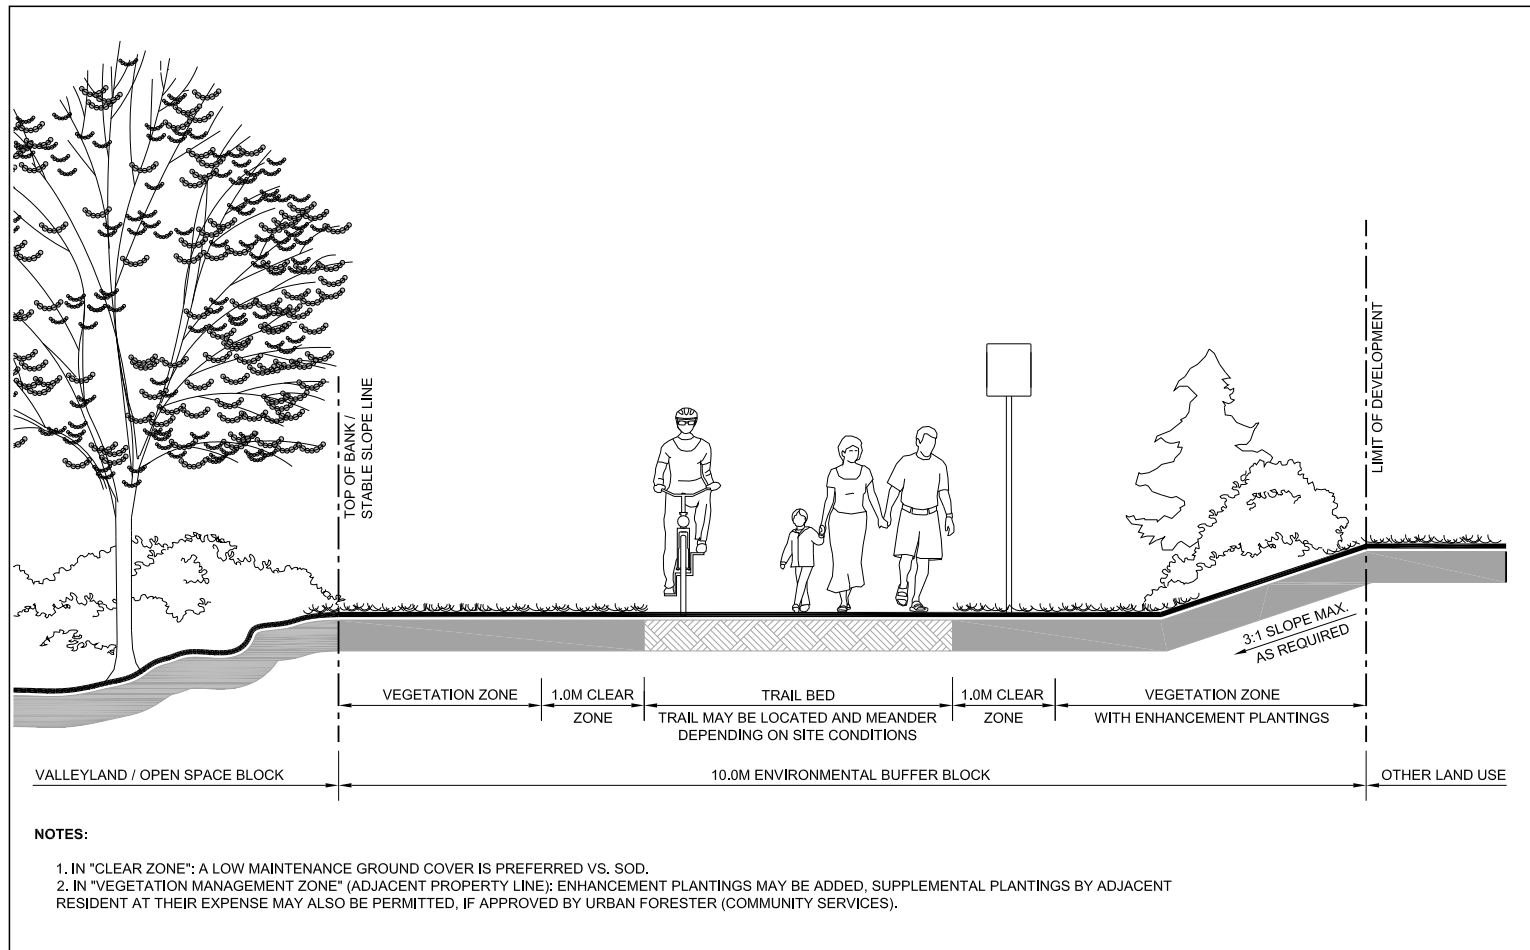 TOP OF BANK /
STABLE SLOPE LINE
LIMIT OF DEVELOPMENT
3:1 SLOPE MAX.
AS REQUIRED
VEGETATION ZONE
1.0M CLEAR
ZONE
TRAIL BED
TRAIL MAY BE LOCATED AND MEANDER
DEPENDING ON SITE CONDITIONS
1.0M CLEAR
ZONE
VEGETATION ZONE
WITH ENHANCEMENT PLANTINGS
VALLEYLAND / OPEN SPACE BLOCK
10.0M ENVIRONMENTAL BUFFER BLOCK
OTHER LAND USE
NOTES:
1. IN "CLEAR ZONE": A LOW MAINTENANCE GROUND COVER IS PREFERRED VS. SOD.
2. IN "VEGETATION MANAGEMENT ZONE" (ADJACENT PROPERTY LINE): ENHANCEMENT PLANTINGS MAY BE ADDED, SUPPLEMENTAL PLANTINGS BY ADJACENT
RESIDENT AT THEIR EXPENSE MAY ALSO BE PERMITTED, IF APPROVED BY URBAN FORESTER (COMMUNITY SERVICES).